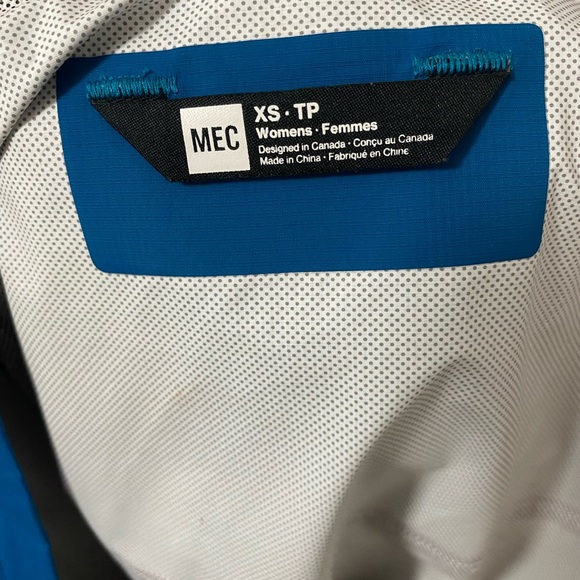 MEC
XS · TP
Womens · Femmes
Designed in Canada · Conçu au Canada
Made in China · Fabriqué en Chine